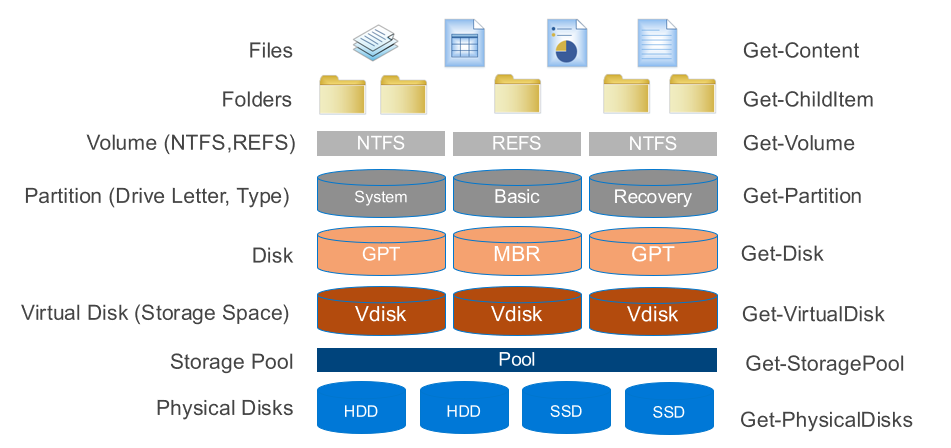 Files Get-Content
Folders Get-ChildItem
Volume (NTFS,REFS) NTFS REFS NTFS Get-Volume
Partition (Drive Letter, Type) System Basic Recovery Get-Partition
Disk GPT MBR GPT Get-Disk
Virtual Disk (Storage Space) Vdisk Vdisk Vdisk Get-VirtualDisk
Storage Pool Pool Get-StoragePool
Physical Disks HDD HDD SSD SSD Get-PhysicalDisks